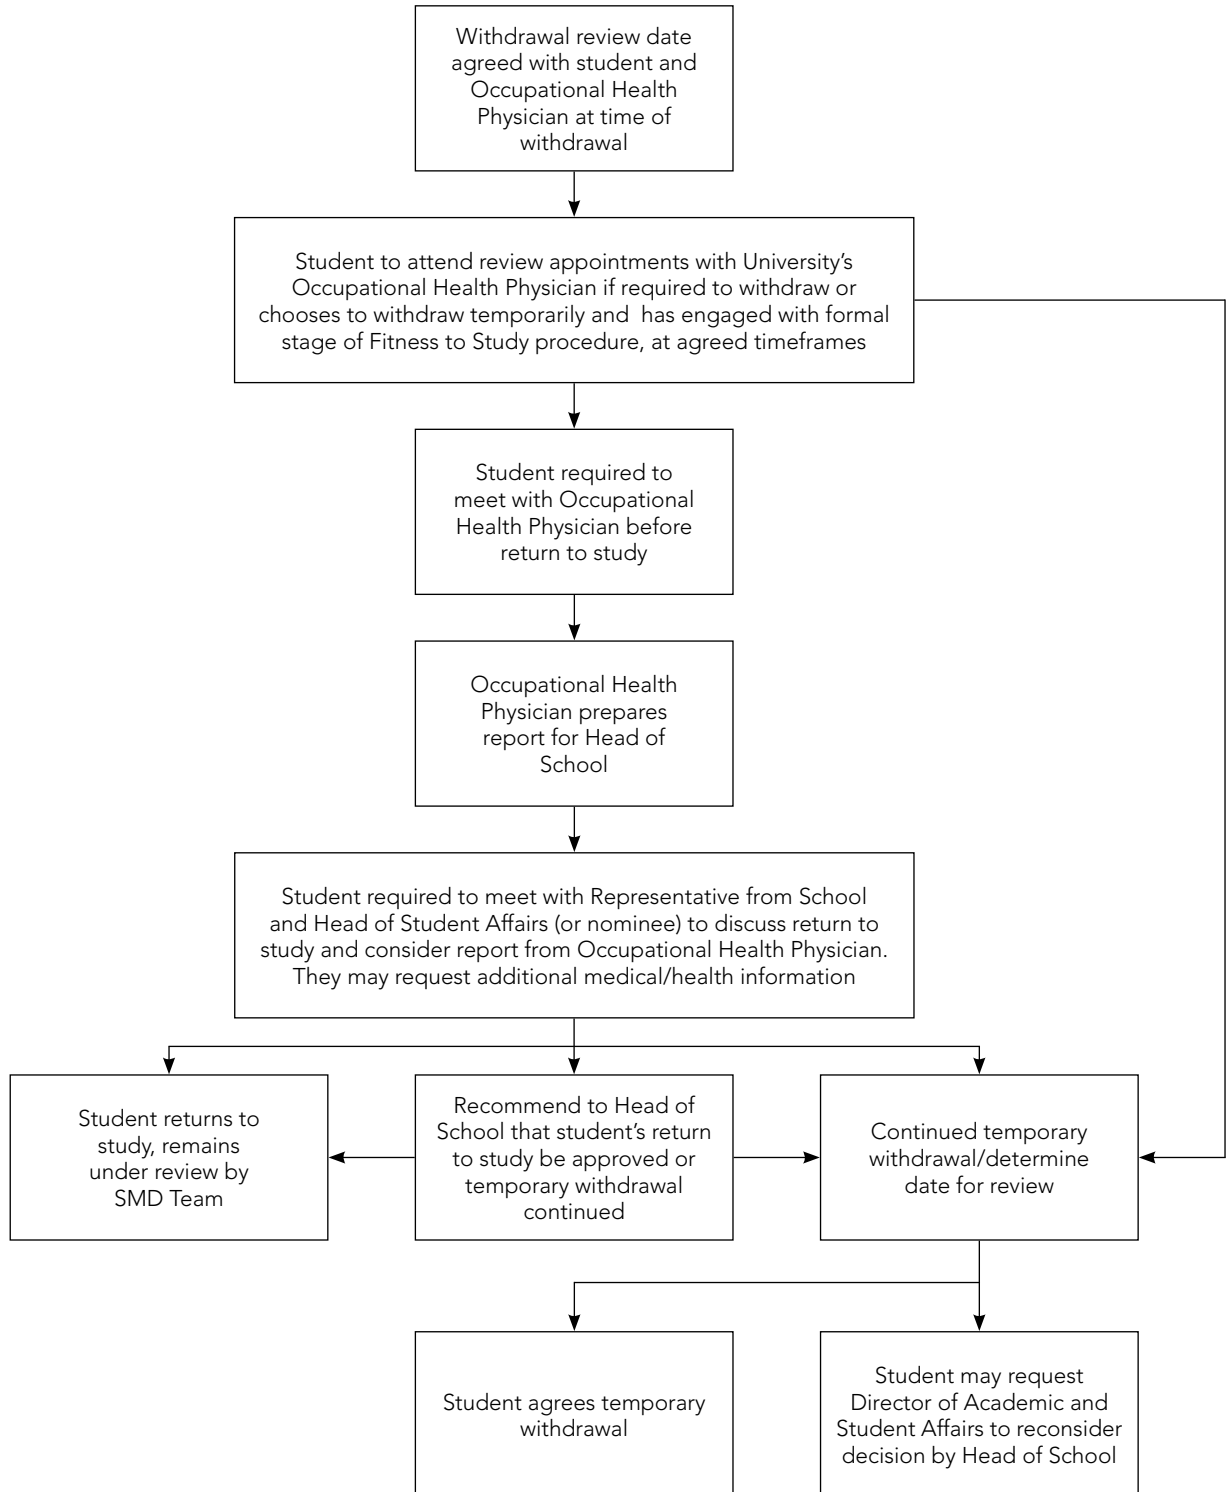 Withdrawal review date
agreed with student and
Occupational Health
Physician at time of
withdrawal
Student to attend review appointments with University’s
Occupational Health Physician if required to withdraw or
chooses to withdraw temporarily and  has engaged with formal
stage of Fitness to Study procedure, at agreed timeframes
Student required to
meet with Occupational
Health Physician before
return to study
Occupational Health
Physician prepares
report for Head of
School
Student required to meet with Representative from School
and Head of Student Affairs (or nominee) to discuss return to
study and consider report from Occupational Health Physician.
They may request additional medical/health information
Student returns to
study, remains
under review by
SMD Team
Recommend to Head of
School that student’s return
to study be approved or
temporary withdrawal
continued
Continued temporary
withdrawal/determine
date for review
Student agrees temporary
withdrawal
Student may request
Director of Academic and
Student Affairs to reconsider
decision by Head of School